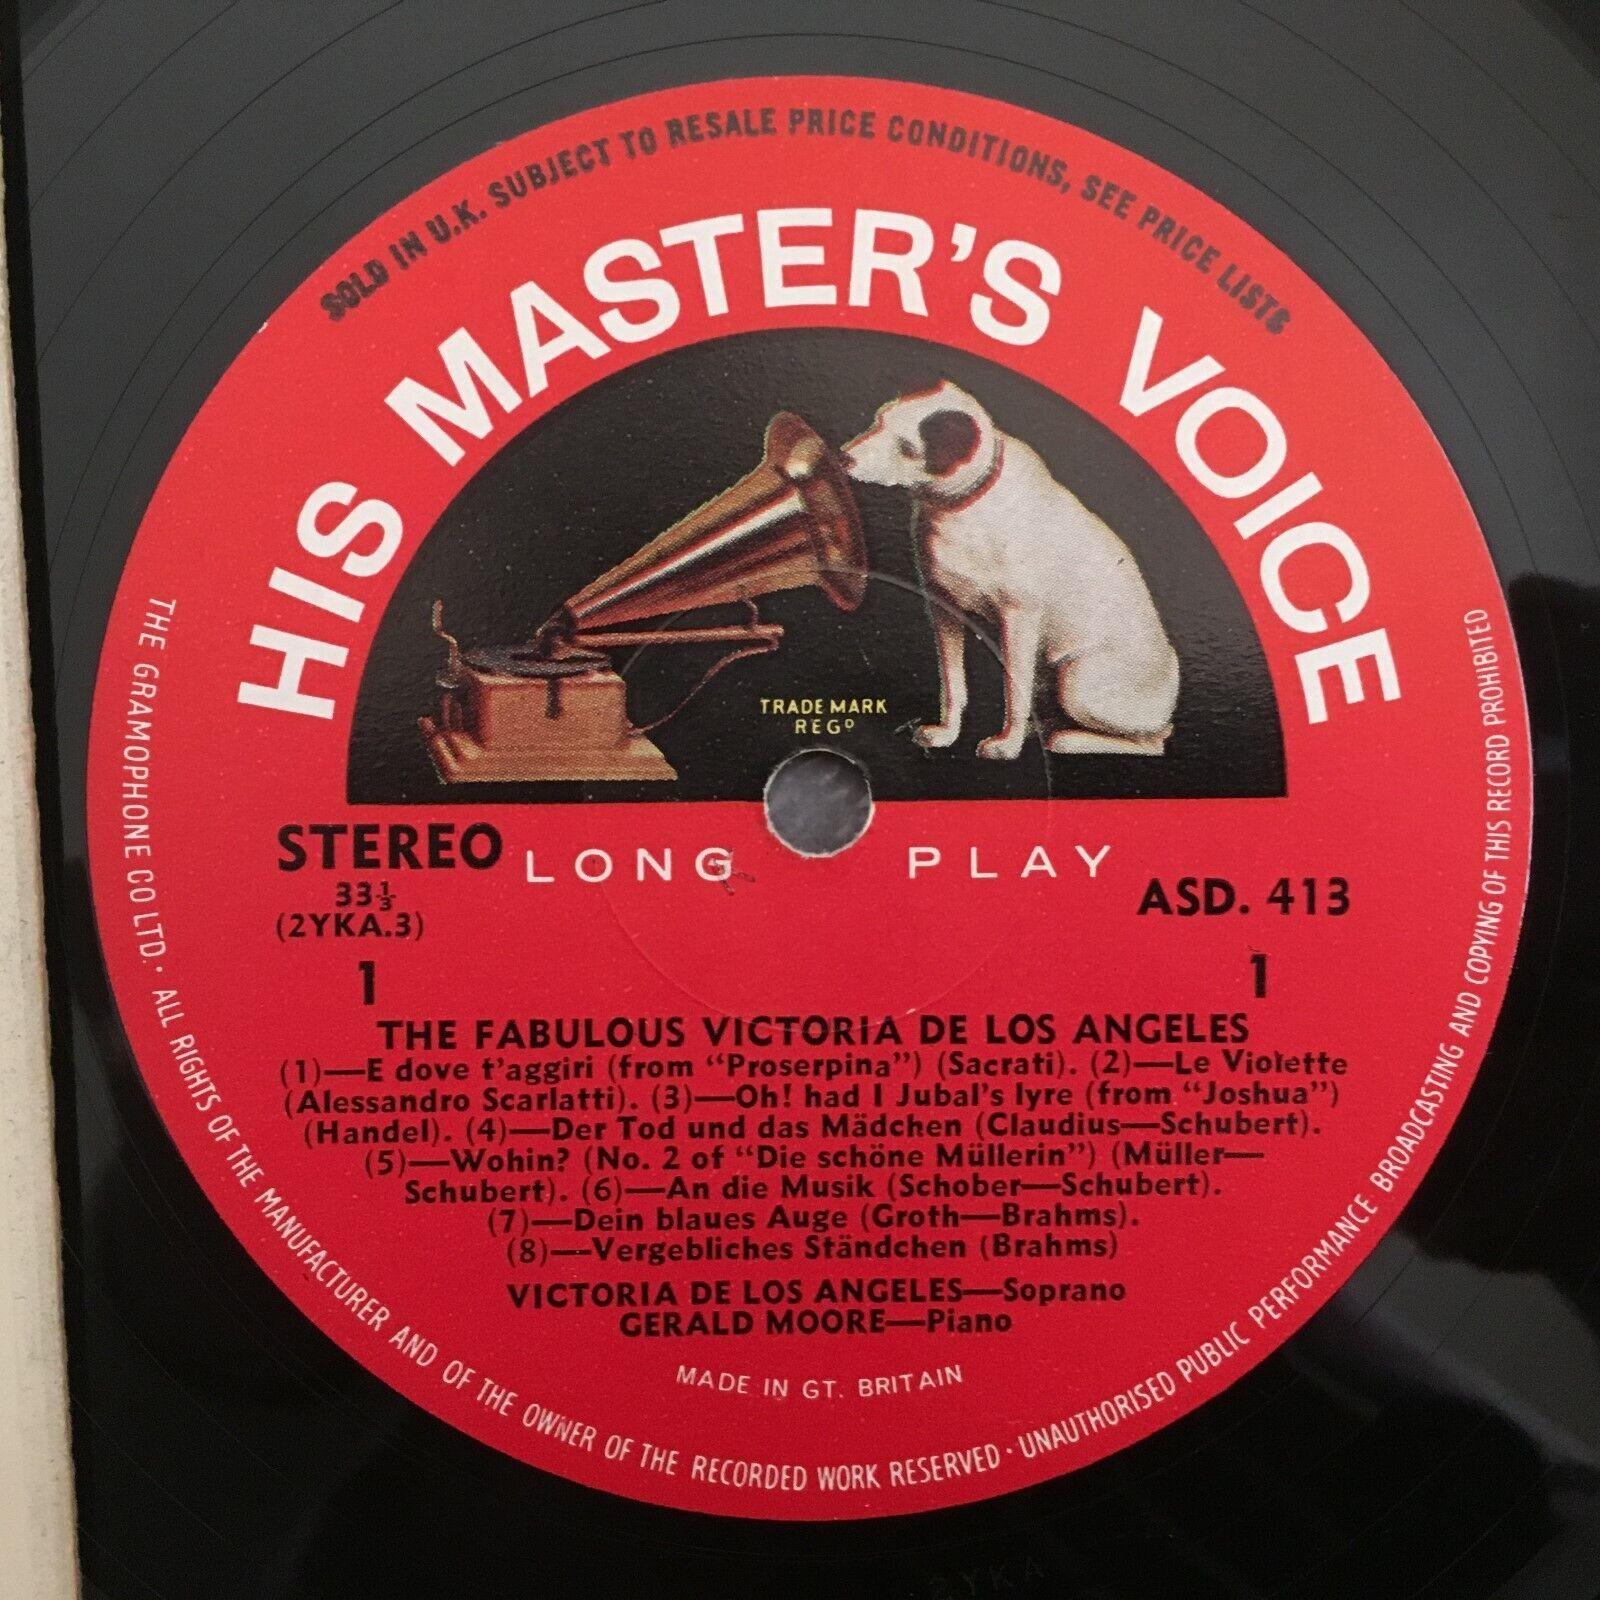 SOLD IN U.K. SUBJECT TO RESALE PRICE CONDITIONS, SEE PRICE LISTS
HIS MASTER'S VOICE
TRADE MARK
REGD
STEREO
LONG PLAY
33⅓
(2YKA.3)
ASD. 413
1
1
THE FABULOUS VICTORIA DE LOS ANGELES
(1)—E dove t'aggiri (from "Proserpina") (Sacrati). (2)—Le Violette
(Alessandro Scarlatti). (3)—Oh! had I Jubal's lyre (from "Joshua")
(Handel). (4)—Der Tod und das Mädchen (Claudius—Schubert).
(5)—Wohin? (No. 2 of "Die schöne Müllerin") (Müller—
Schubert). (6)—An die Musik (Schober—Schubert).
(7)—Dein blaues Auge (Groth—Brahms).
(8)—Vergebliches Ständchen (Brahms)
VICTORIA DE LOS ANGELES—Soprano
GERALD MOORE—Piano
MADE IN GT. BRITAIN
THE GRAMOPHONE CO LTD. · ALL RIGHTS OF THE MANUFACTURER AND OF THE OWNER OF THE RECORDED WORK RESERVED · UNAUTHORISED PUBLIC PERFORMANCE BROADCASTING AND COPYING OF THIS RECORD PROHIBITED